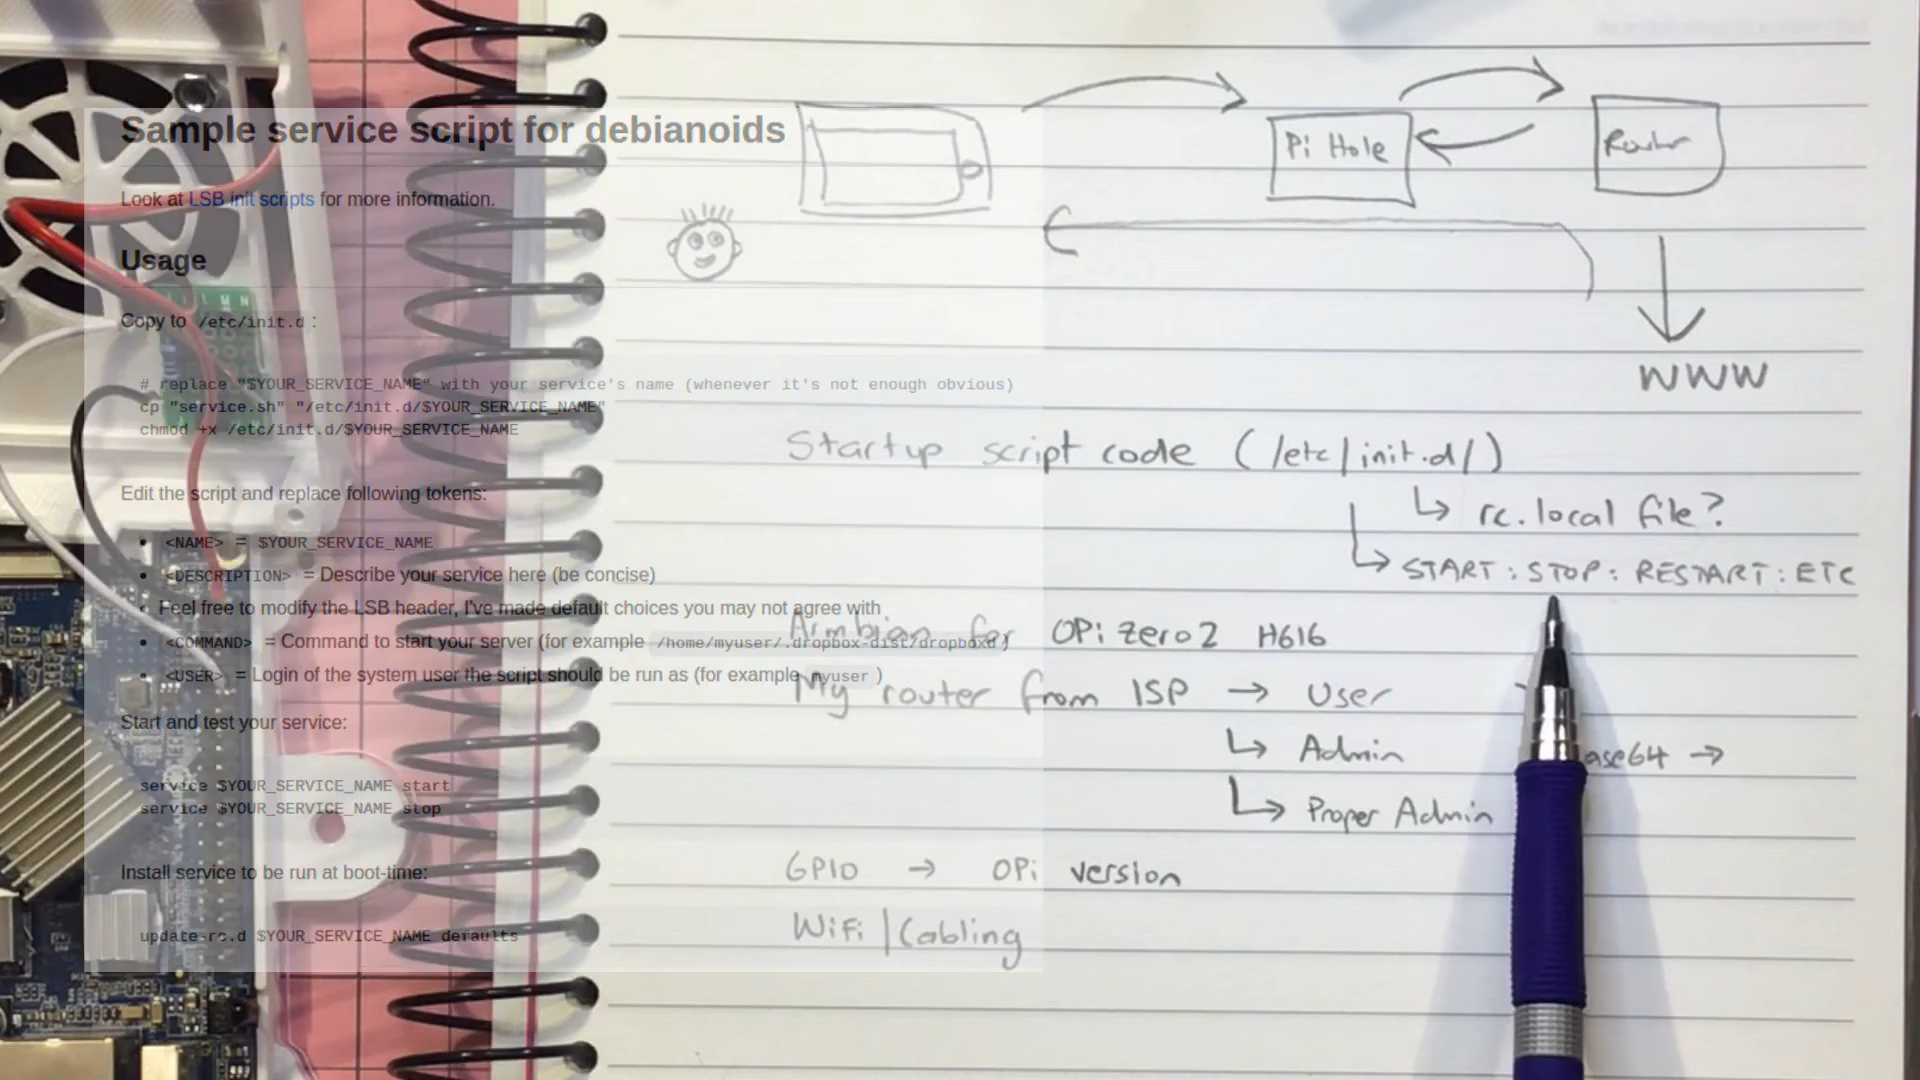 Sample service script for debianoids
Look at LSB init scripts for more information.
Usage
Copy to /etc/init.d :
# replace "$YOUR_SERVICE_NAME" with your service's name (whenever it's not enough obvious)
cp "service.sh" "/etc/init.d/$YOUR_SERVICE_NAME"
chmod +x /etc/init.d/$YOUR_SERVICE_NAME
Edit the script and replace following tokens:
<NAME> = $YOUR_SERVICE_NAME
<DESCRIPTION> = Describe your service here (be concise)
Feel free to modify the LSB header, I've made default choices you may not agree with
<COMMAND> = Command to start your server (for example /home/myuser/.dropbox-dist/dropboxd )
<USER> = Login of the system user the script should be run as (for example myuser )
Start and test your service:
service $YOUR_SERVICE_NAME start
service $YOUR_SERVICE_NAME stop
Install service to be run at boot-time:
update-rc.d $YOUR_SERVICE_NAME defaults
Pi Hole
Router
WWW
Startup script code (/etc/init.d/)
↳ rc.local file?
↳ START : STOP : RESTART : ETC
Armbian for OPi Zero2 H616
My router from ISP → User
↳ Admin
ase64 →
↳ Proper Admin
GPIO → OPi version
WiFi | Cabling
L M N